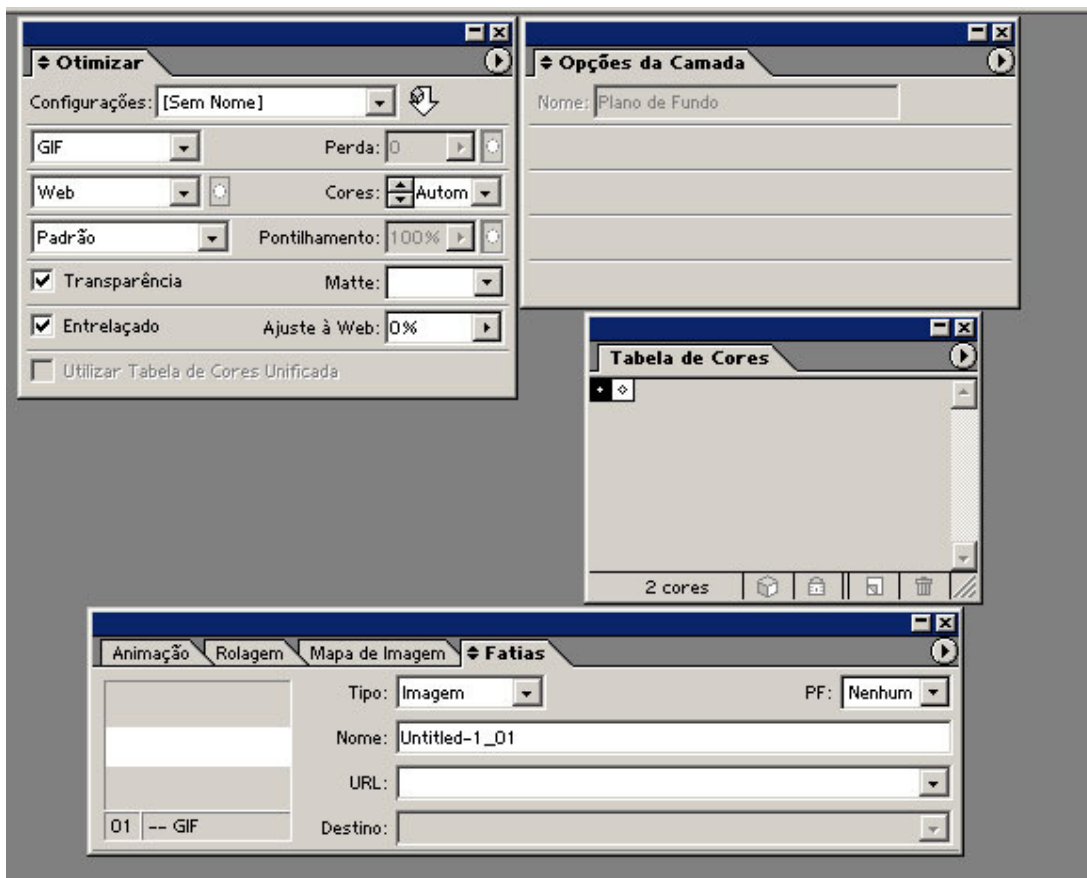 Otimizar
Configurações: [Sem Nome]
GIF Perda: 0
Web Cores: Autom
Padrão Pontilhamento: 100%
Transparência Matte:
Entrelaçado Ajuste à Web: 0%
Utilizar Tabela de Cores Unificada
Opções da Camada
Nome: Plano de Fundo
Tabela de Cores
2 cores
Animação Rolagem Mapa de Imagem Fatias
Tipo: Imagem PF: Nenhum
Nome: Untitled-1_01
URL:
01 -- GIF Destino: